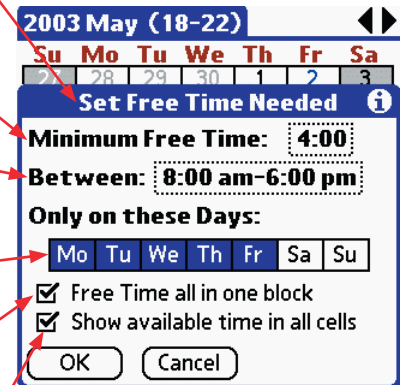 2003 May (18-22)
Su Mo Tu We Th Fr Sa
27 28 29 30 1 2 3
Set Free Time Needed i
Minimum Free Time: 4:00
Between: 8:00 am-6:00 pm
Only on these Days:
Mo Tu We Th Fr Sa Su
Free Time all in one block
Show available time in all cells
OK Cancel